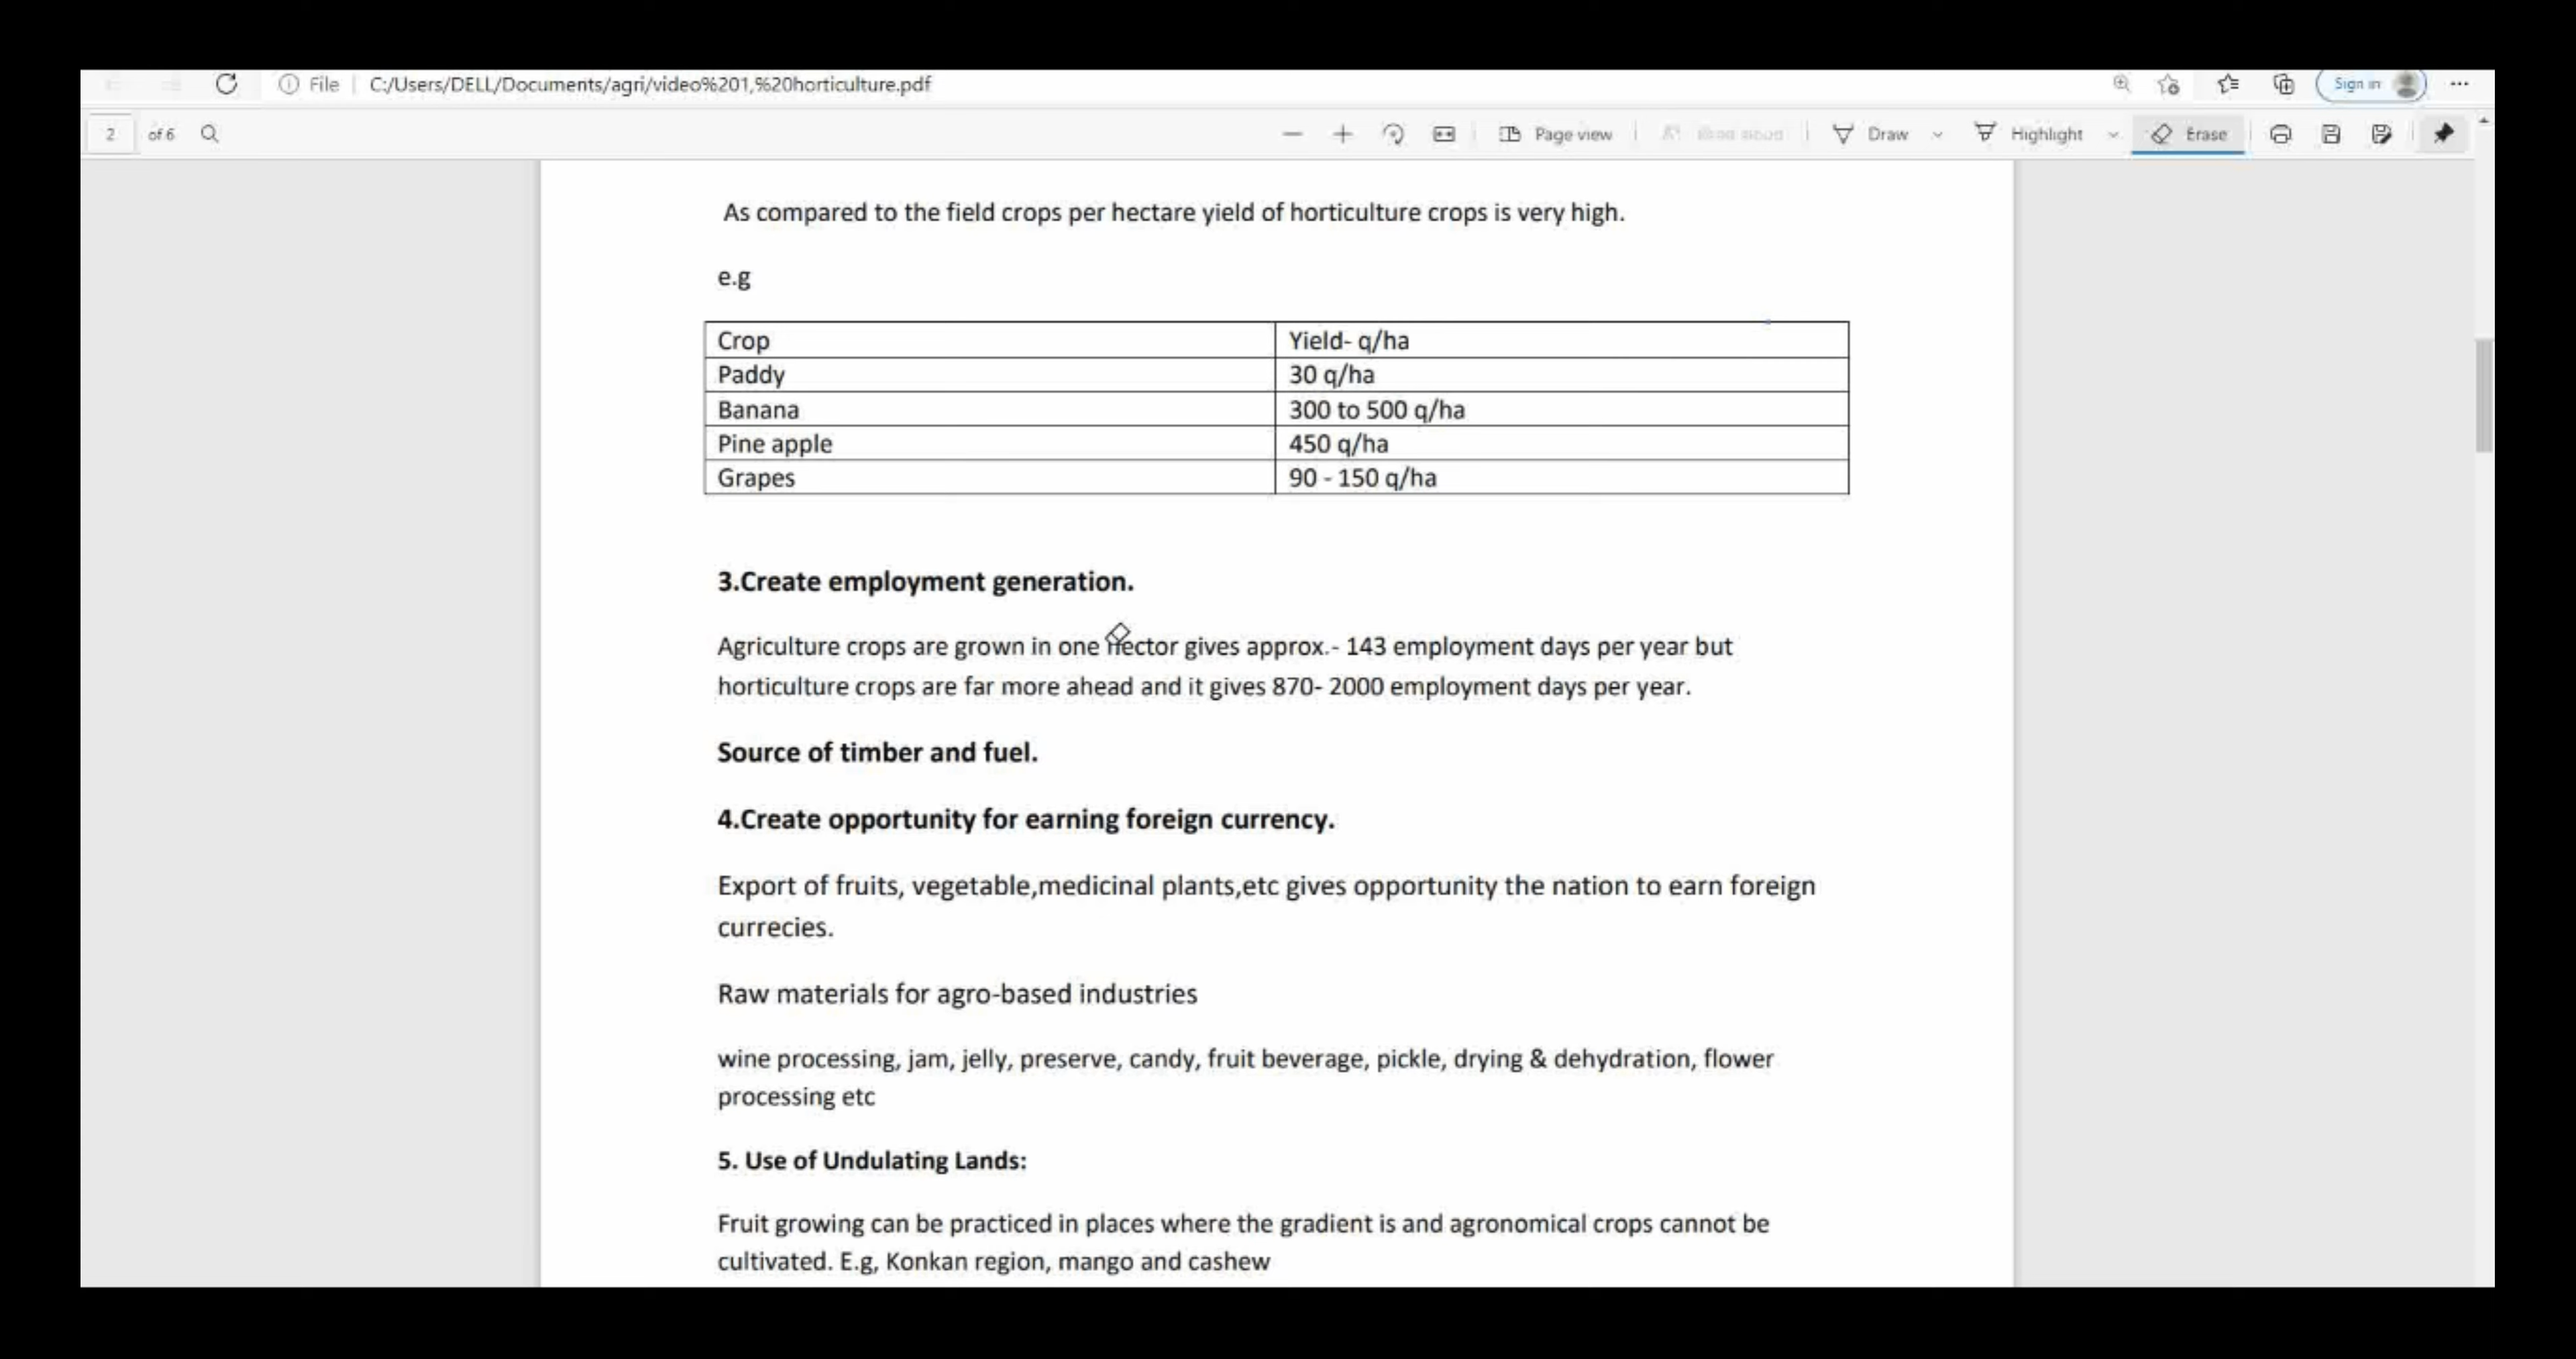 File C:/Users/DELL/Documents/agri/video%201,%20horticulture.pdf Sign in
2 of 6 Page view Read aloud Draw Highlight Erase
As compared to the field crops per hectare yield of horticulture crops is very high.
e.g
Crop Yield- q/ha
Paddy 30 q/ha
Banana 300 to 500 q/ha
Pine apple 450 q/ha
Grapes 90 - 150 q/ha
3.Create employment generation.
Agriculture crops are grown in one hector gives approx.- 143 employment days per year but
horticulture crops are far more ahead and it gives 870- 2000 employment days per year.
Source of timber and fuel.
4.Create opportunity for earning foreign currency.
Export of fruits, vegetable,medicinal plants,etc gives opportunity the nation to earn foreign
currecies.
Raw materials for agro-based industries
wine processing, jam, jelly, preserve, candy, fruit beverage, pickle, drying & dehydration, flower
processing etc
5. Use of Undulating Lands:
Fruit growing can be practiced in places where the gradient is and agronomical crops cannot be
cultivated. E.g, Konkan region, mango and cashew